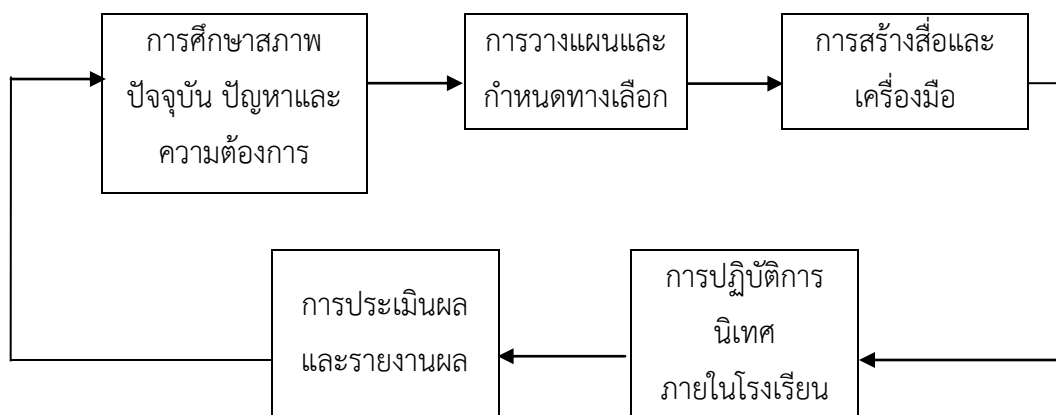 การศึกษาสภาพ
ปัจจุบัน ปัญหาและ
ความต้องการ
การวางแผนและ
กำหนดทางเลือก
การสร้างสื่อและ
เครื่องมือ
การปฏิบัติการ
นิเทศ
ภายในโรงเรียน
การประเมินผล
และรายงานผล